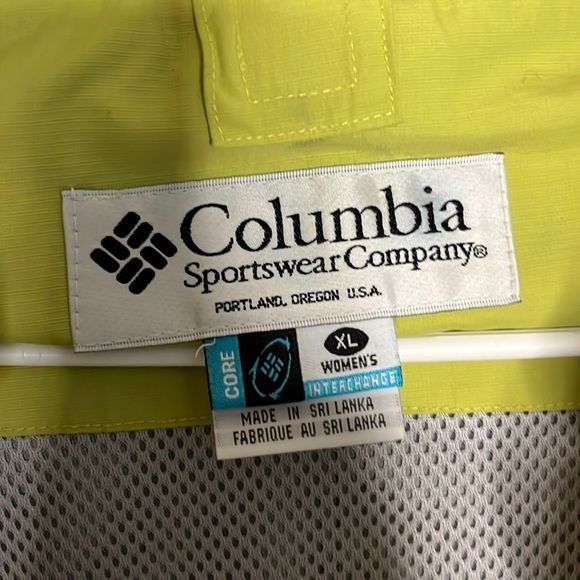 Columbia
Sportswear Company®
PORTLAND, OREGON U.S.A.
CORE
XL
WOMEN'S
INTERCHANGE
MADE IN SRI LANKA
FABRIQUE AU SRI LANKA